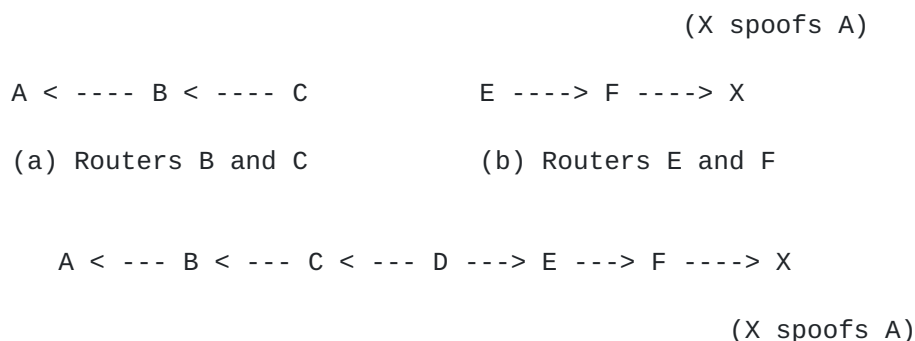 (X spoofs A)
A < ---- B < ---- C E ----> F ----> X
(a) Routers B and C (b) Routers E and F
A < --- B < --- C < --- D ---> E ---> F ----> X
(X spoofs A)